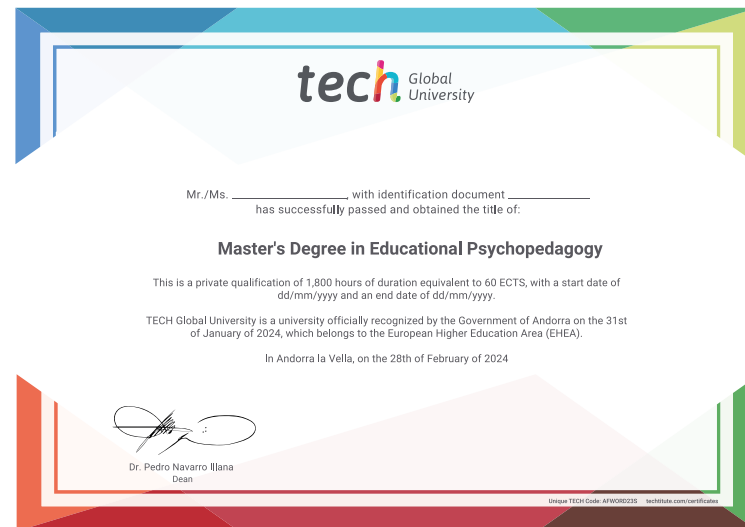 tech Global
University
Mr./Ms. ____________________, with identification document ______________
has successfully passed and obtained the title of:
Master's Degree in Educational Psychopedagogy
This is a private qualification of 1,800 hours of duration equivalent to 60 ECTS, with a start date of
dd/mm/yyyy and an end date of dd/mm/yyyy.
TECH Global University is a university officially recognized by the Government of Andorra on the 31st
of January of 2024, which belongs to the European Higher Education Area (EHEA).
In Andorra la Vella, on the 28th of February of 2024
Dr. Pedro Navarro Illana
Dean
Unique TECH Code: AFWORD23S techtitute.com/certificates